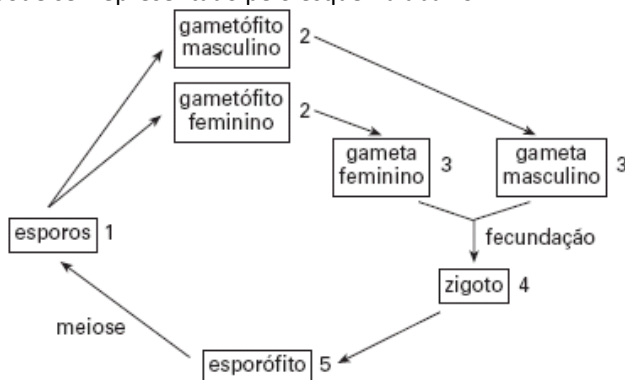 gametófito
masculino
2
gametófito
feminino
2
gameta
feminino
3
gameta
masculino
3
esporos
1
fecundação
zigoto
4
meiose
esporófito
5